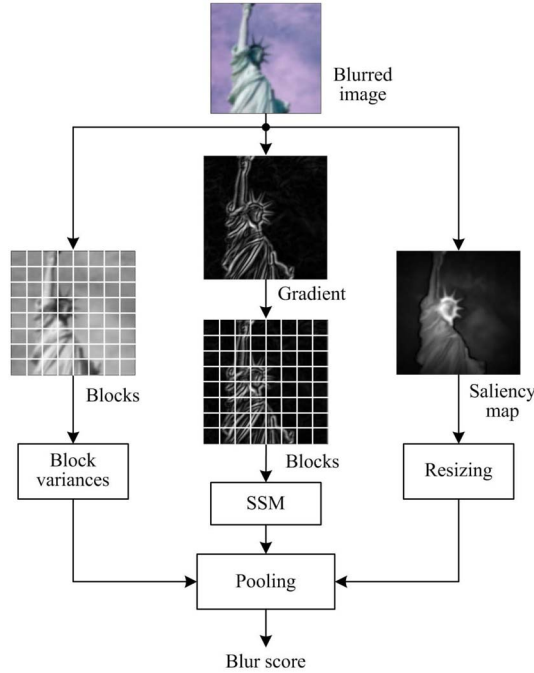 Blurred
image
Gradient
Blocks
Saliency
map
Blocks
Block
variances
Resizing
SSM
Pooling
Blur score